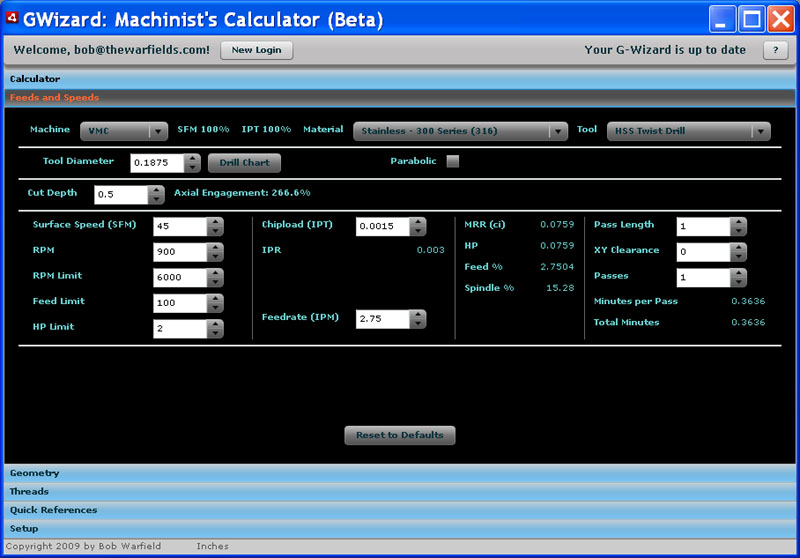 GWizard: Machinist's Calculator (Beta)
Welcome, bob@thewarfields.com! New Login Your G-Wizard is up to date ?
Calculator
Feeds and Speeds
Machine VMC SFM 100% IPT 100% Material Stainless - 300 Series (316) Tool HSS Twist Drill
Tool Diameter 0.1875 Drill Chart Parabolic
Cut Depth 0.5 Axial Engagement: 266.6%
Surface Speed (SFM) 45 Chipload (IPT) 0.0015 MRR (ci) 0.0759 Pass Length 1
RPM 900 IPR 0.003 HP 0.0759 XY Clearance 0
RPM Limit 6000 Feed % 2.7504 Passes 1
Feed Limit 100 Spindle % 15.28 Minutes per Pass 0.3636
HP Limit 2 Feedrate (IPM) 2.75 Total Minutes 0.3636
Reset to Defaults
Geometry
Threads
Quick References
Setup
Copyright 2009 by Bob Warfield Inches